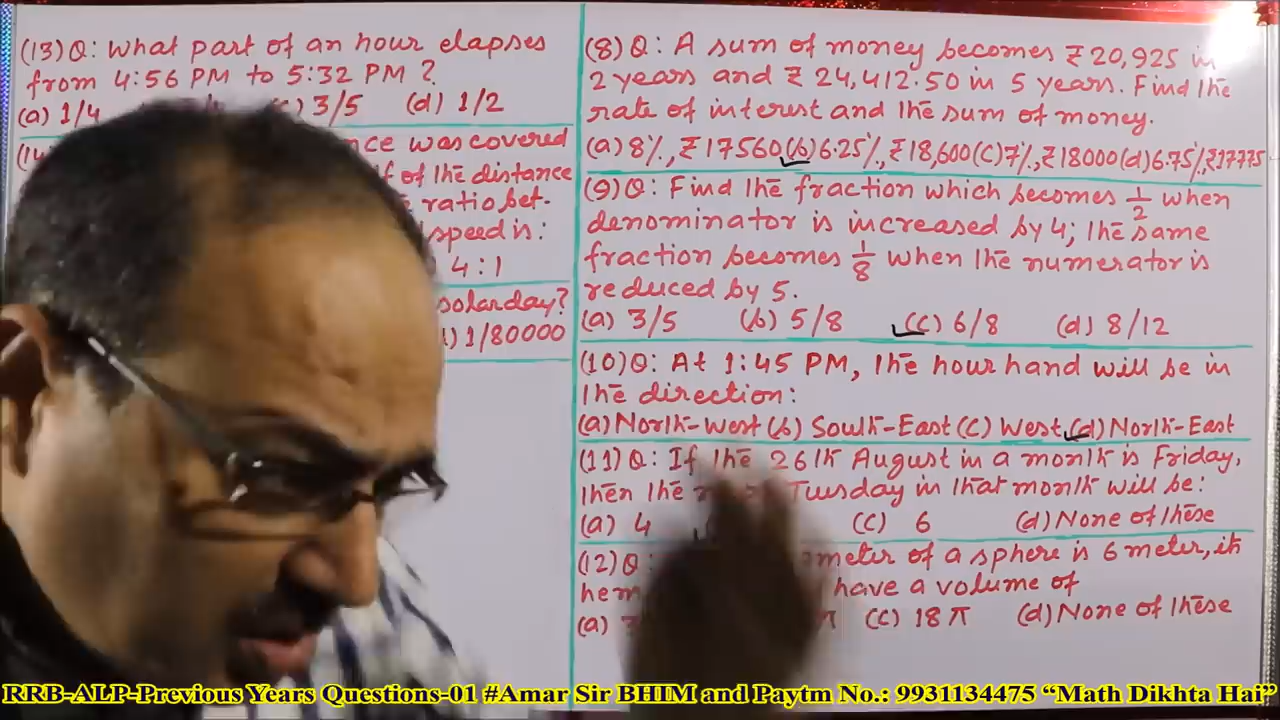 (13) Q: What part of an hour elapses
from 4:56 PM to 5:32 PM ?
(a) 1/4 (c) 3/5 (d) 1/2
(14 was covered
of the distance
ratio bet-
speed is:
4:1
solar day?
1/80000
(8) Q: A sum of money becomes ₹ 20,925 in
2 years and ₹ 24,412.50 in 5 years. Find the
rate of interest and the sum of money.
(a) 8%, ₹ 17560 (b) 6.25%, ₹ 18,600 (c) 7%, ₹ 18000 (d) 6.75%, ₹ 17775
(9) Q: Find the fraction which becomes 1/2 when
denominator is increased by 4; the same
fraction becomes 1/8 when the numerator is
reduced by 5.
(a) 3/5 (b) 5/8 (c) 6/8 (d) 8/12
(10) Q: At 1:45 PM, the hour hand will be in
the direction:
(a) North-West (b) South-East (c) West (d) North-East
(11) Q: If the 26th August in a month is Friday,
then the Tuesday in that month will be:
(a) 4 (c) 6 (d) None of these
(12) Q: meter of a sphere is 6 meter, it
hem have a volume of
(a) π (c) 18 π (d) None of these
RRB-ALP-Previous Years Questions-01 #Amar Sir BHIM and Paytm No.: 9931134475 “Math Dikhta Hai”